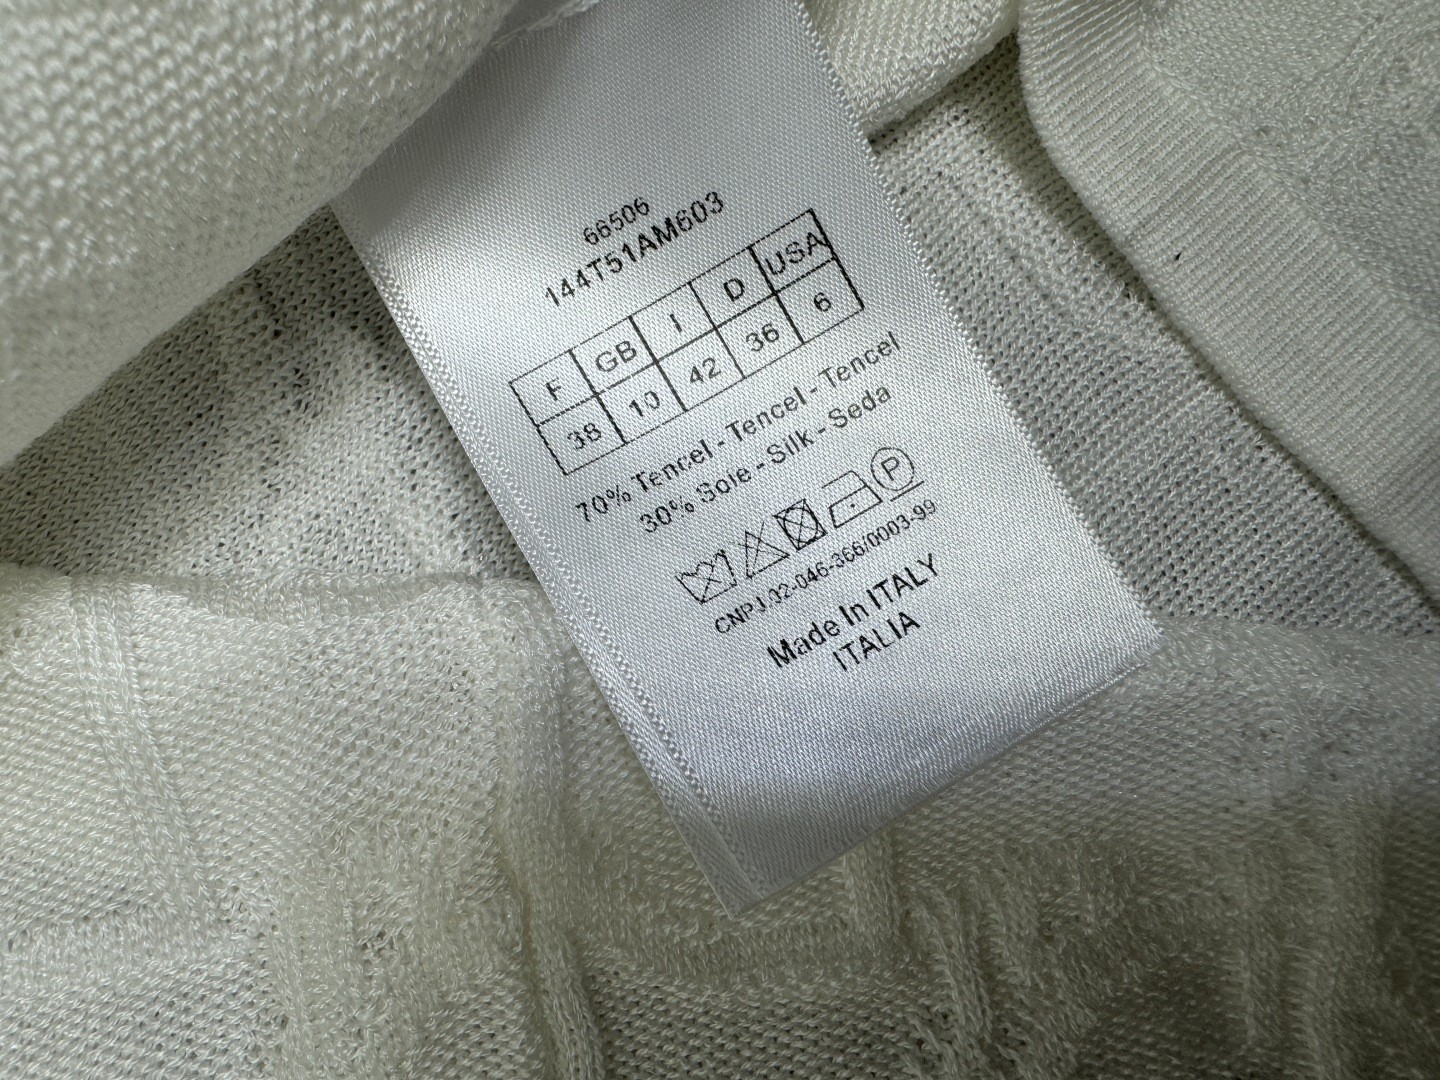 66506
144T51AM603
F GB I D USA
38 10 42 36 6
70% Tencel - Tencel - Tencel
30% Soie - Silk - Seda
P
CNPJ.02-046-366/0003-99
Made In ITALY
ITALIA